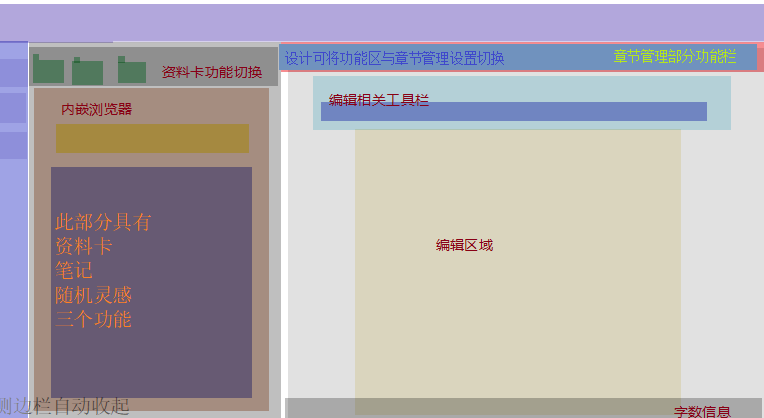 设计可将功能区与章节管理设置切换
章节管理部分功能栏
资料卡功能切换
编辑相关工具栏
内嵌浏览器
此部分具有
资料卡
笔记
随机灵感
三个功能
编辑区域
侧边栏自动收起
字数信息